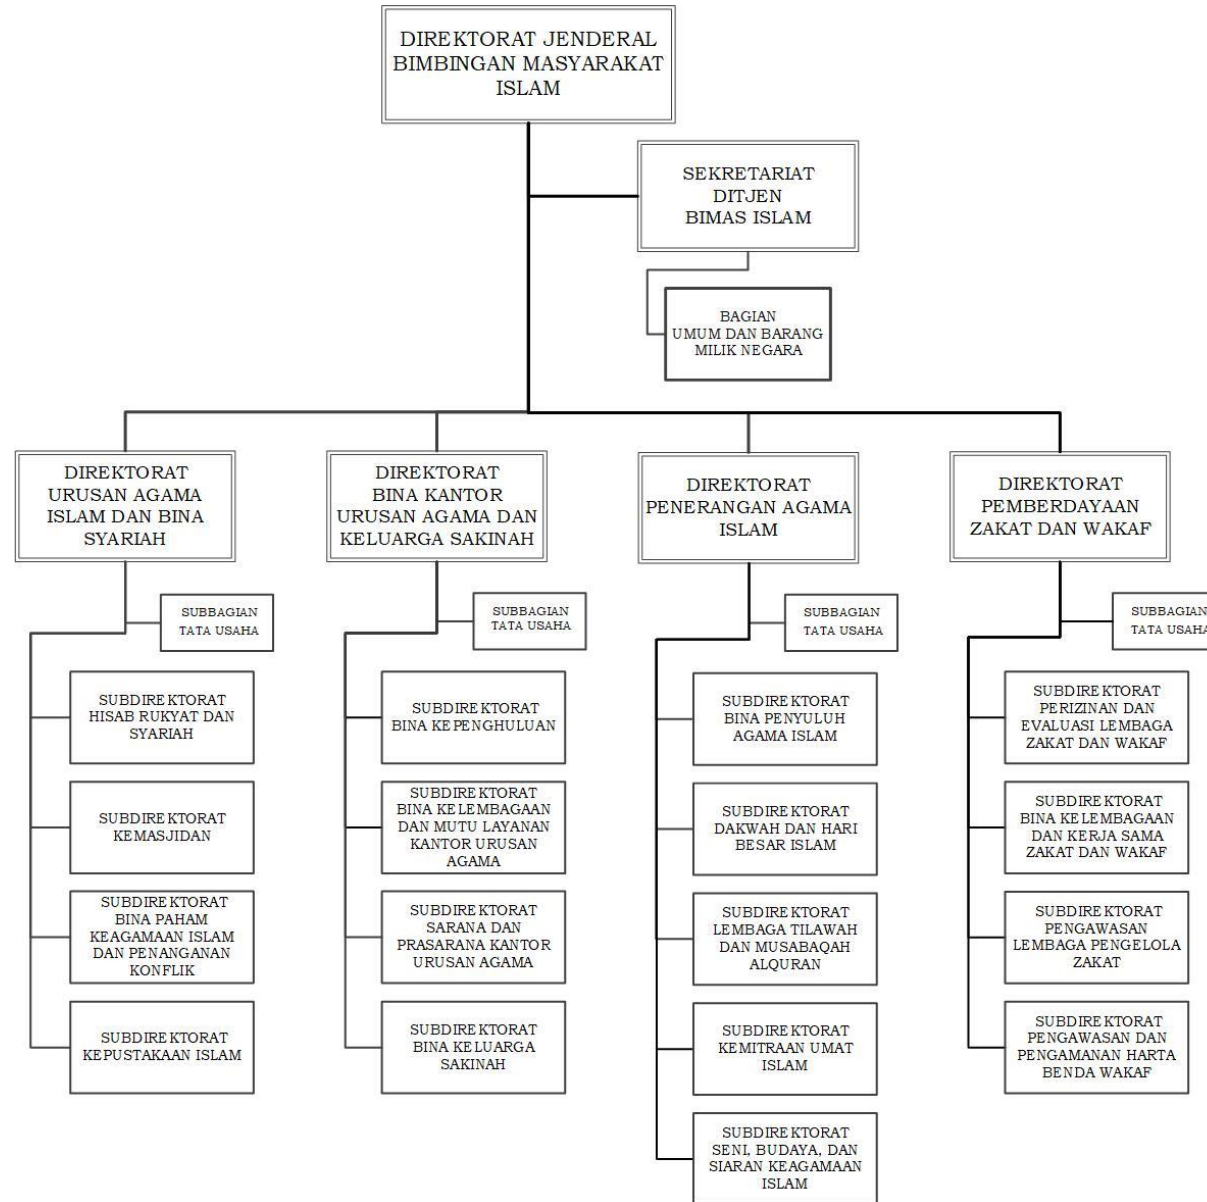 DIREKTORAT JENDERAL
BIMBINGAN MASYARAKAT
ISLAM
SEKRETARIAT
DITJEN
BIMAS ISLAM
BAGIAN
UMUM DAN BARANG
MILIK NEGARA
DIREKTORAT
URUSAN AGAMA
ISLAM DAN BINA
SYARIAH
SUBBAGIAN
TATA USAHA
SUBDIREKTORAT
HISAB RUKYAT DAN
SYARIAH
SUBDIREKTORAT
KEMASJIDAN
SUBDIREKTORAT
BINA PAHAM
KEAGAMAAN ISLAM
DAN PENANGANAN
KONFLIK
SUBDIREKTORAT
KEPUSTAKAAN ISLAM
DIREKTORAT
BINA KANTOR
URUSAN AGAMA DAN
KELUARGA SAKINAH
SUBBAGIAN
TATA USAHA
SUBDIREKTORAT
BINA KEPENGHULUAN
SUBDIREKTORAT
BINA KELEMBAGAAN
DAN MUTU LAYANAN
KANTOR URUSAN
AGAMA
SUBDIREKTORAT
SARANA DAN
PRASARANA KANTOR
URUSAN AGAMA
SUBDIREKTORAT
BINA KELUARGA
SAKINAH
DIREKTORAT
PENERANGAN AGAMA
ISLAM
SUBBAGIAN
TATA USAHA
SUBDIREKTORAT
BINA PENYULUH
AGAMA ISLAM
SUBDIREKTORAT
DAKWAH DAN HARI
BESAR ISLAM
SUBDIREKTORAT
LEMBAGA TILAWAH
DAN MUSABAQAH
ALQURAN
SUBDIREKTORAT
KEMITRAAN UMAT
ISLAM
SUBDIREKTORAT
SENI, BUDAYA, DAN
SIARAN KEAGAMAAN
ISLAM
DIREKTORAT
PEMBERDAYAAN
ZAKAT DAN WAKAF
SUBBAGIAN
TATA USAHA
SUBDIREKTORAT
PERIZINAN DAN
EVALUASI LEMBAGA
ZAKAT DAN WAKAF
SUBDIREKTORAT
BINA KELEMBAGAAN
DAN KERJA SAMA
ZAKAT DAN WAKAF
SUBDIREKTORAT
PENGAWASAN
LEMBAGA PENGELOLA
ZAKAT
SUBDIREKTORAT
PENGAWASAN DAN
PENGAMANAN HARTA
BENDA WAKAF